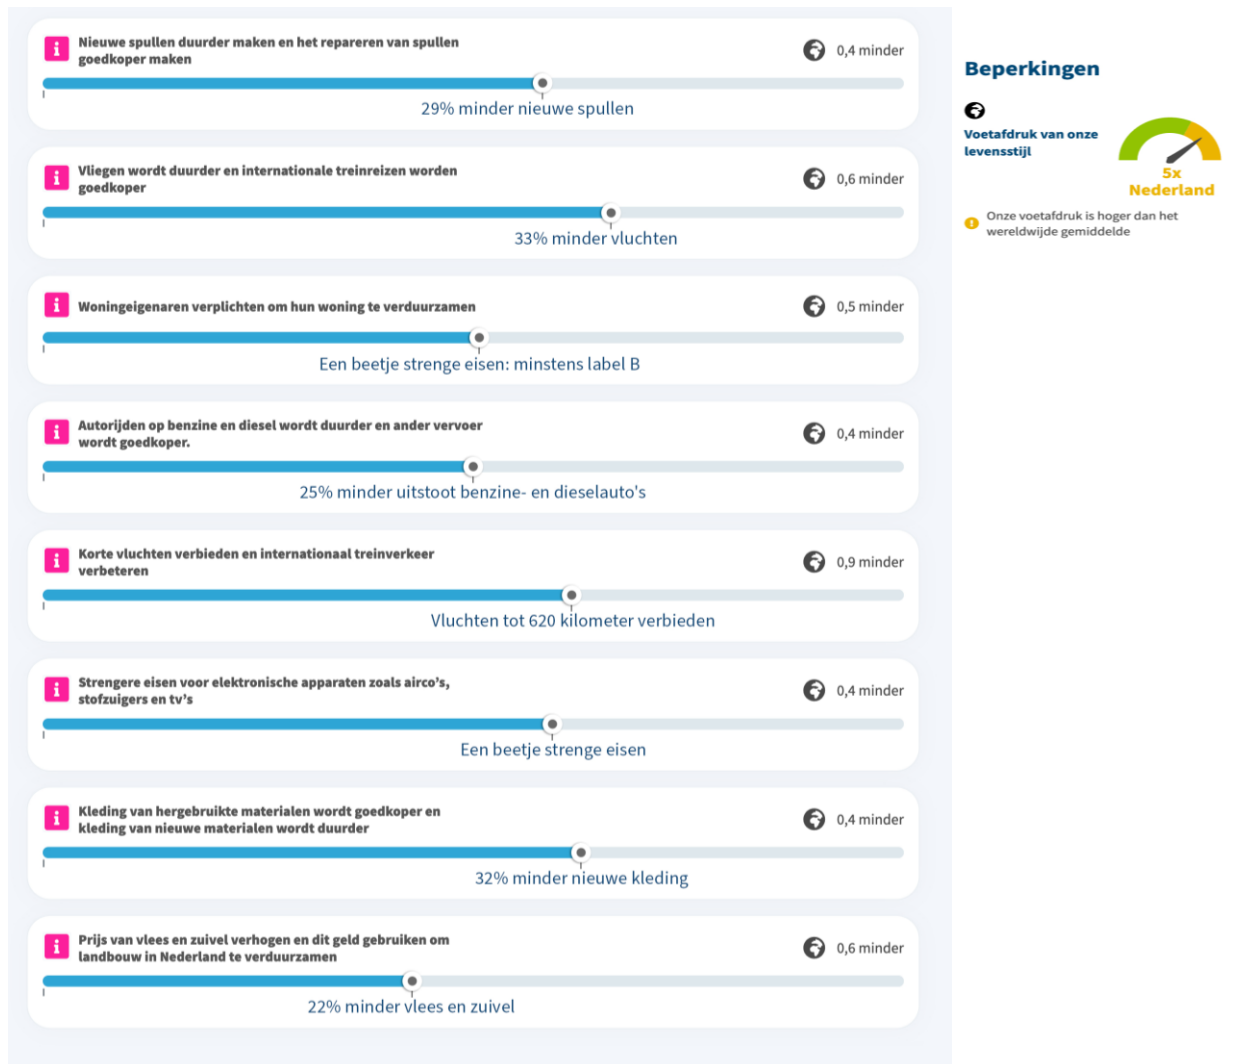 Nieuwe spullen duurder maken en het repareren van spullen
goedkoper maken
0,4 minder
29% minder nieuwe spullen
Vliegen wordt duurder en internationale treinreizen worden
goedkoper
0,6 minder
33% minder vluchten
Woningeigenaren verplichten om hun woning te verduurzamen
0,5 minder
Een beetje strenge eisen: minstens label B
Autorijden op benzine en diesel wordt duurder en ander vervoer
wordt goedkoper.
0,4 minder
25% minder uitstoot benzine- en dieselauto's
Korte vluchten verbieden en internationaal treinverkeer
verbeteren
0,9 minder
Vluchten tot 620 kilometer verbieden
Strengere eisen voor elektronische apparaten zoals airco's,
stofzuigers en tv's
0,4 minder
Een beetje strenge eisen
Kleding van hergebruikte materialen wordt goedkoper en
kleding van nieuwe materialen wordt duurder
0,4 minder
32% minder nieuwe kleding
Prijs van vlees en zuivel verhogen en dit geld gebruiken om
landbouw in Nederland te verduurzamen
0,6 minder
22% minder vlees en zuivel
Beperkingen
Voetafdruk van onze
levensstijl
5x
Nederland
Onze voetafdruk is hoger dan het
wereldwijde gemiddelde